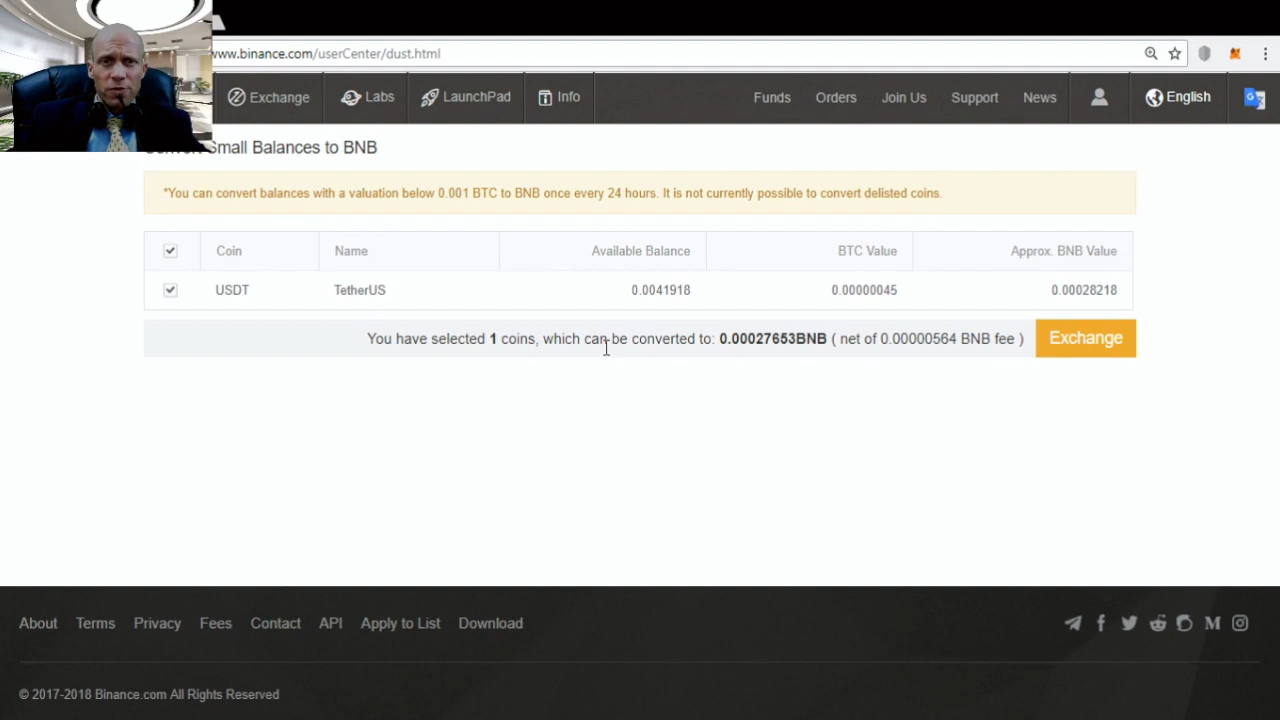 www.binance.com/userCenter/dust.html
Exchange Labs LaunchPad Info Funds Orders Join Us Support News English
Small Balances to BNB
*You can convert balances with a valuation below 0.001 BTC to BNB once every 24 hours. It is not currently possible to convert delisted coins.
Coin Name Available Balance BTC Value Approx. BNB Value
USDT TetherUS 0.0041918 0.00000045 0.00028218
You have selected 1 coins, which can be converted to: 0.00027653BNB ( net of 0.00000564 BNB fee ) Exchange
About Terms Privacy Fees Contact API Apply to List Download
© 2017-2018 Binance.com All Rights Reserved